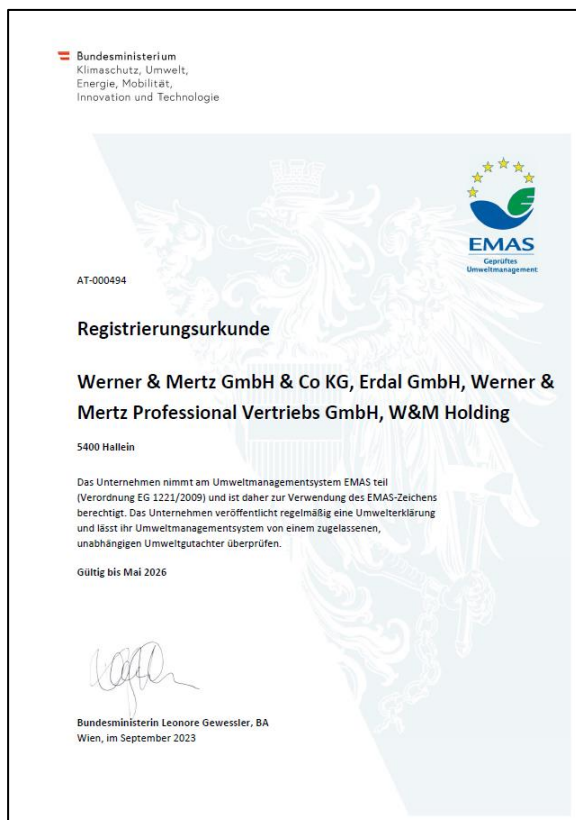 Bundesministerium
Klimaschutz, Umwelt,
Energie, Mobilität,
Innovation und Technologie
EMAS
Geprüftes
Umweltmanagement
AT-000494
Registrierungsurkunde
Werner & Mertz GmbH & Co KG, Erdal GmbH, Werner &
Mertz Professional Vertriebs GmbH, W&M Holding
5400 Hallein
Das Unternehmen nimmt am Umweltmanagementsystem EMAS teil
(Verordnung EG 1221/2009) und ist daher zur Verwendung des EMAS-Zeichens
berechtigt. Das Unternehmen veröffentlicht regelmäßig eine Umwelterklärung
und lässt ihr Umweltmanagementsystem von einem zugelassenen,
unabhängigen Umweltgutachter überprüfen.
Gültig bis Mai 2026
Bundesministerin Leonore Gewessler, BA
Wien, im September 2023